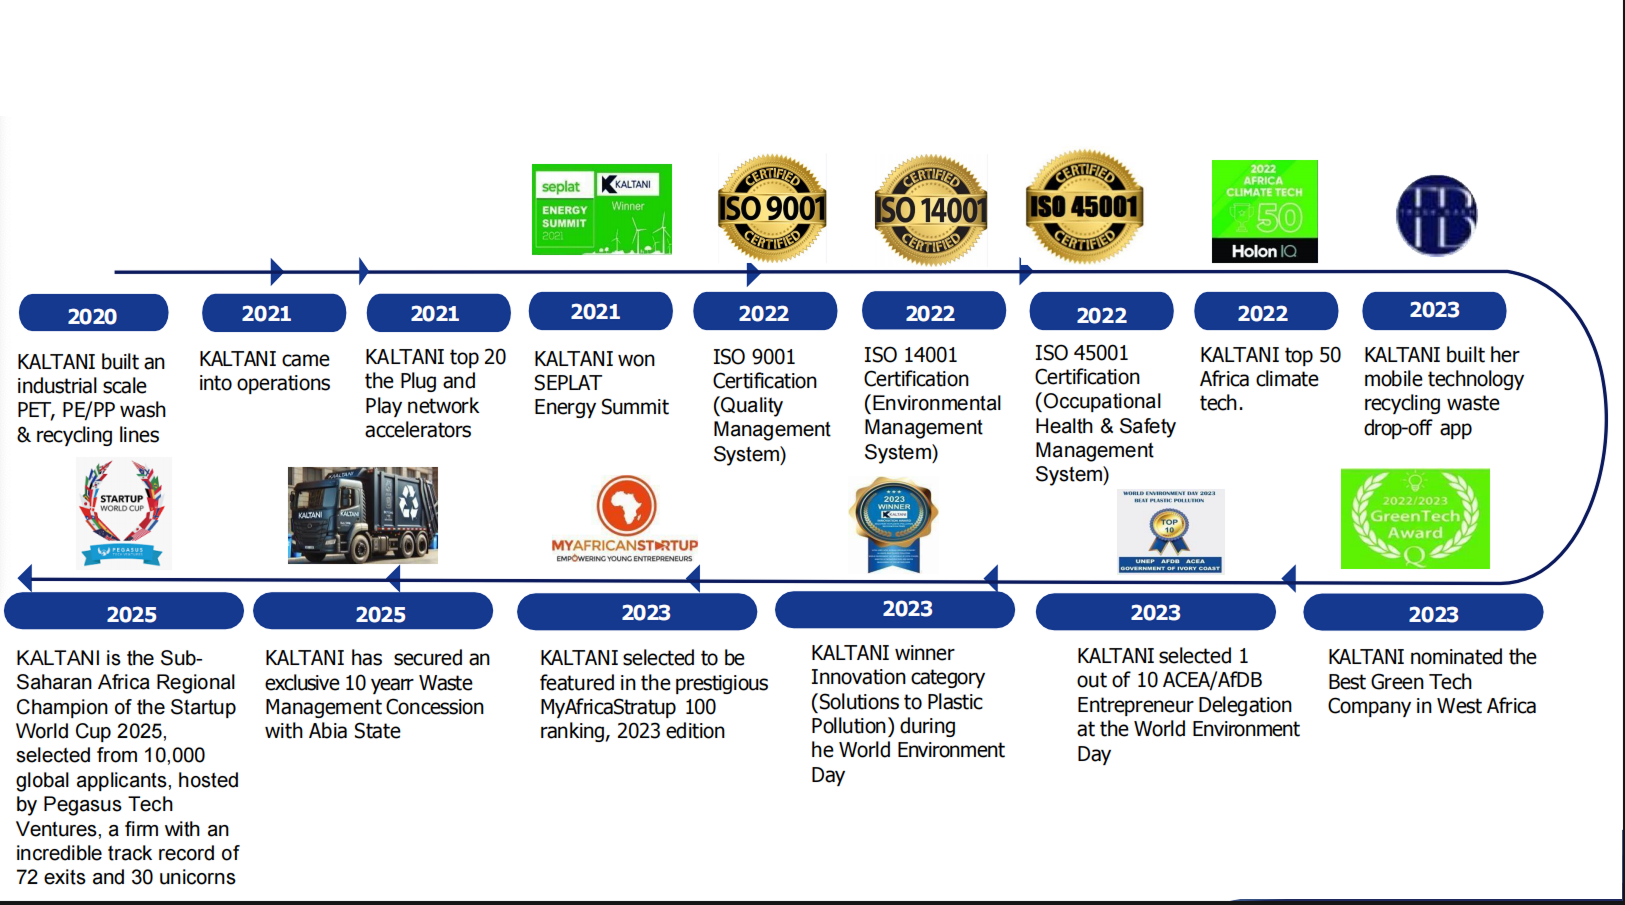 seplat
KALTANI
Winner
ENERGY
SUMMIT
2021
CERTIFIED
ISO 9001
CERTIFIED
CERTIFIED
ISO 14001
CERTIFIED
CERTIFIED
ISO 45001
CERTIFIED
2022
AFRICA
CLIMATE TECH
50
Holon IQ
TB
2020
KALTANI built an
industrial scale
PET, PE/PP wash
& recycling lines
2021
KALTANI came
into operations
2021
KALTANI top 20
the Plug and
Play network
accelerators
2021
KALTANI won
SEPLAT
Energy Summit
2022
ISO 9001
Certification
(Quality
Management
System)
2022
ISO 14001
Certification
(Environmental
Management
System)
2022
ISO 45001
Certification
(Occupational
Health & Safety
Management
System)
2022
KALTANI top 50
Africa climate
tech.
2023
KALTANI built her
mobile technology
recycling waste
drop-off app
2022/2023
GreenTech
Award
Q
2023
KALTANI nominated the
Best Green Tech
Company in West Africa
WORLD ENVIRONMENT DAY 2023
BEAT PLASTIC POLLUTION
TOP
10
UNEP AFDB ACEA
GOVERNMENT OF IVORY COAST
2023
KALTANI selected 1
out of 10 ACEA/AfDB
Entrepreneur Delegation
at the World Environment
Day
2023
WINNER
KALTANI
2023
KALTANI winner
Innovation category
(Solutions to Plastic
Pollution) during
he World Environment
Day
MYAFRICANSTARTUP
EMPOWERING YOUNG ENTREPRENEURS
2023
KALTANI selected to be
featured in the prestigious
MyAfricaStratup 100
ranking, 2023 edition
KALTANI
KALTANI
KALTANI
2025
KALTANI has secured an
exclusive 10 yearr Waste
Management Concession
with Abia State
STARTUP
WORLD CUP
PEGASUS
2025
KALTANI is the Sub-
Saharan Africa Regional
Champion of the Startup
World Cup 2025,
selected from 10,000
global applicants, hosted
by Pegasus Tech
Ventures, a firm with an
incredible track record of
72 exits and 30 unicorns